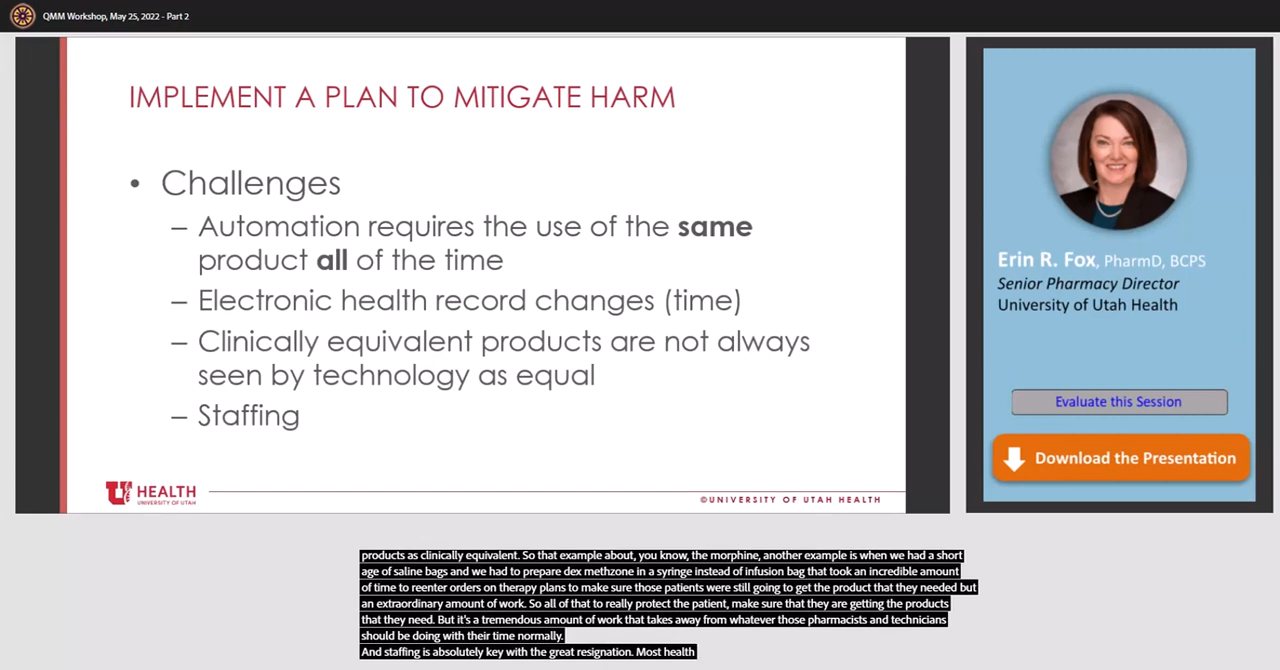 QMM Workshop, May 25, 2022 - Part 2
IMPLEMENT A PLAN TO MITIGATE HARM
• Challenges
– Automation requires the use of the same
product all of the time
– Electronic health record changes (time)
– Clinically equivalent products are not always
seen by technology as equal
– Staffing
U HEALTH
UNIVERSITY OF UTAH
©UNIVERSITY OF UTAH HEALTH
Erin R. Fox, PharmD, BCPS
Senior Pharmacy Director
University of Utah Health
Evaluate this Session
Download the Presentation
products as clinically equivalent. So that example about, you know, the morphine, another example is when we had a short
age of saline bags and we had to prepare dex methzone in a syringe instead of infusion bag that took an incredible amount
of time to reenter orders on therapy plans to make sure those patients were still going to get the product that they needed but
an extraordinary amount of work. So all of that to really protect the patient, make sure that they are getting the products
that they need. But it's a tremendous amount of work that takes away from whatever those pharmacists and technicians
should be doing with their time normally.
And staffing is absolutely key with the great resignation. Most health